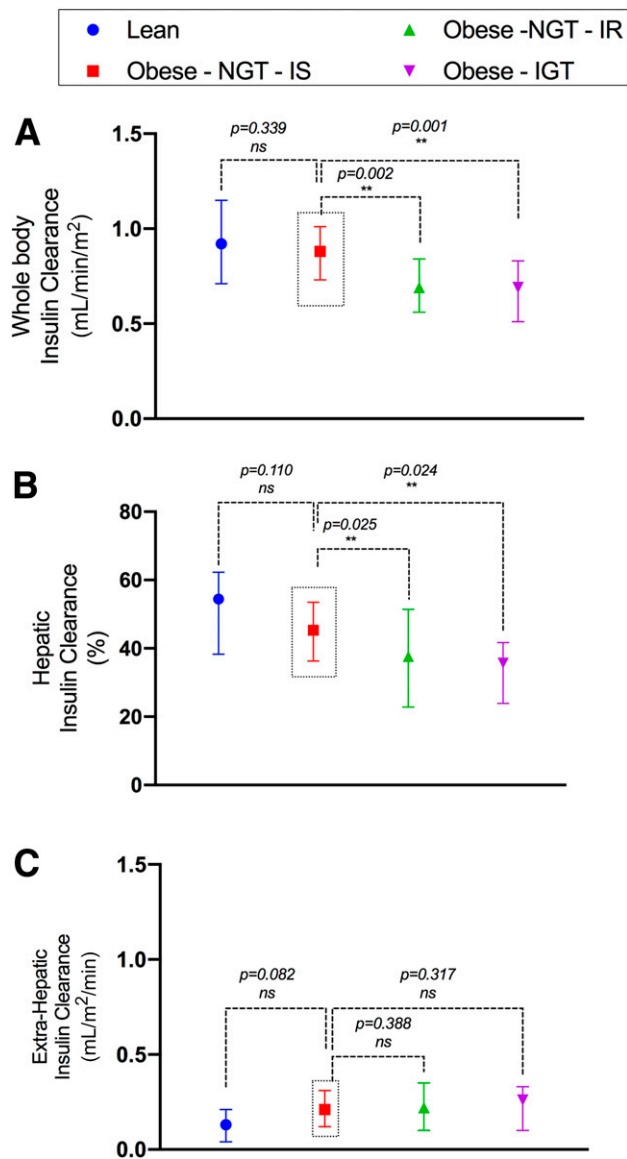 Lean
Obese -NGT - IR
Obese - NGT - IS
Obese - IGT
A
Whole body
Insulin Clearance
(mL/min/m²)
1.5
1.0
0.5
0.0
p=0.339
ns
p=0.001
**
p=0.002
**
B
Hepatic
Insulin Clearance
(%)
80
60
40
20
0
p=0.110
ns
p=0.024
**
p=0.025
**
C
Extra-Hepatic
Insulin Clearance
(mL/m²/min)
1.5
1.0
0.5
0.0
p=0.082
ns
p=0.317
ns
p=0.388
ns